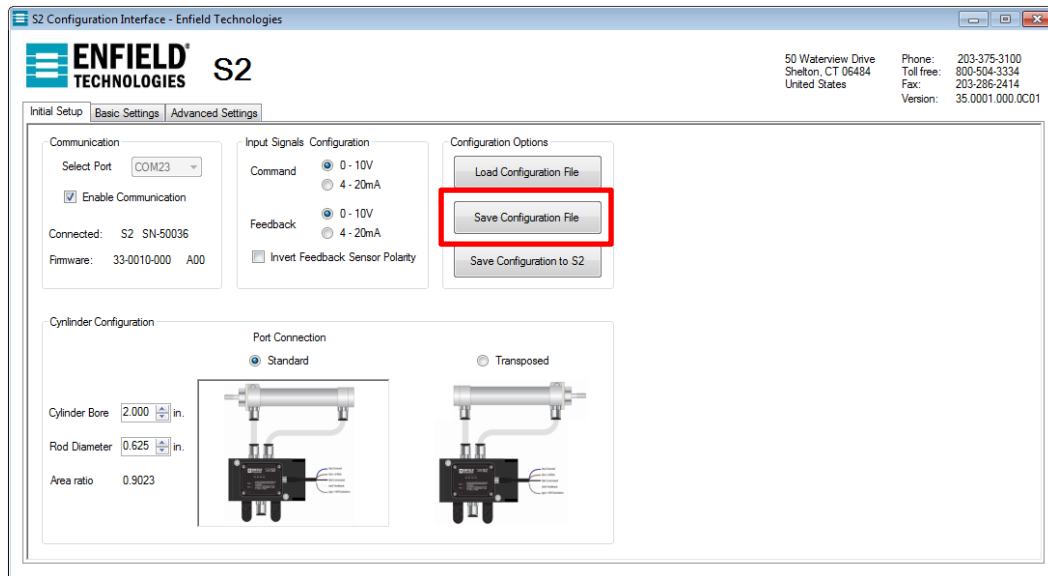 S2 Configuration Interface - Enfield Technologies
ENFIELD
TECHNOLOGIES
S2
50 Waterview Drive
Shelton, CT 06484
United States
Phone: 203-375-3100
Toll free: 800-504-3334
Fax: 203-286-2414
Version: 35.0001.000.0C01
Initial Setup Basic Settings Advanced Settings
Communication
Select Port COM23
Enable Communication
Connected: S2 SN-50036
Firmware: 33-0010-000 A00
Input Signals Configuration
Command 0 - 10V
4 - 20mA
Feedback 0 - 10V
4 - 20mA
Invert Feedback Sensor Polarity
Configuration Options
Load Configuration File
Save Configuration File
Save Configuration to S2
Cynlinder Configuration
Port Connection
Standard Transposed
Cylinder Bore 2.000 in.
Rod Diameter 0.625 in.
Area ratio 0.9023